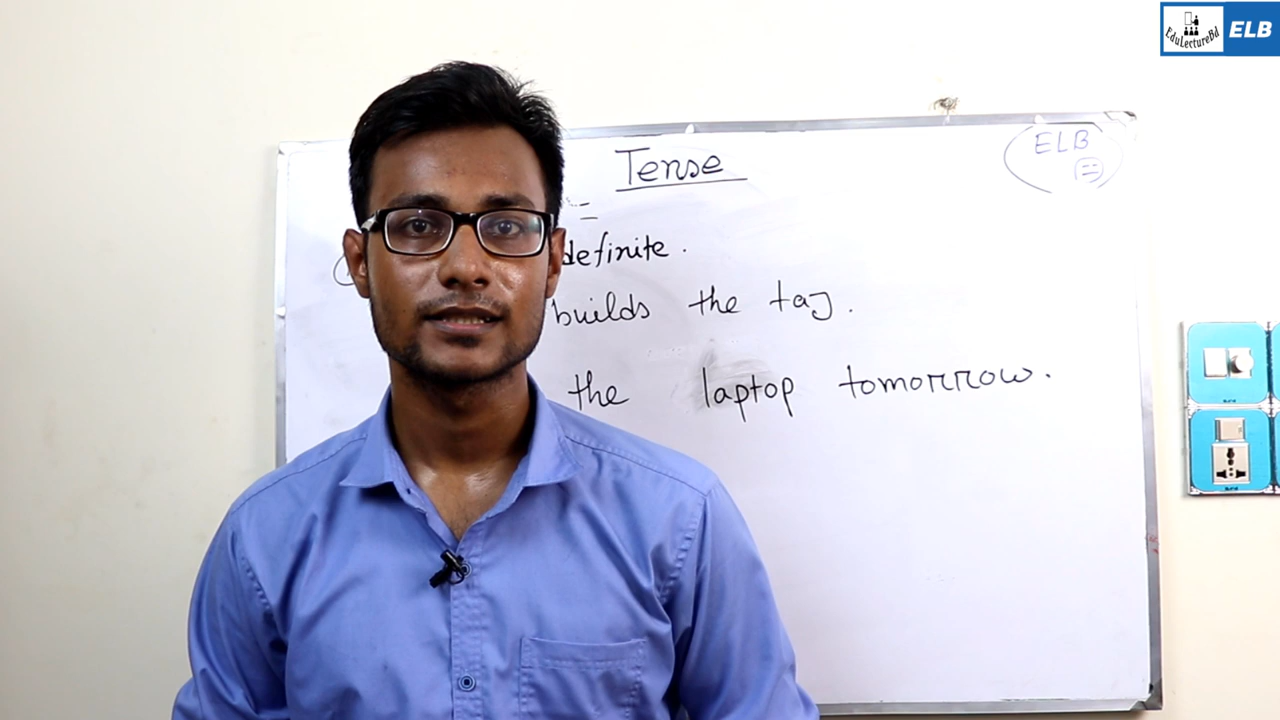 EduLectureBd ELB
ELB
Tense
definite.
builds the taj.
the laptop tomorrow.